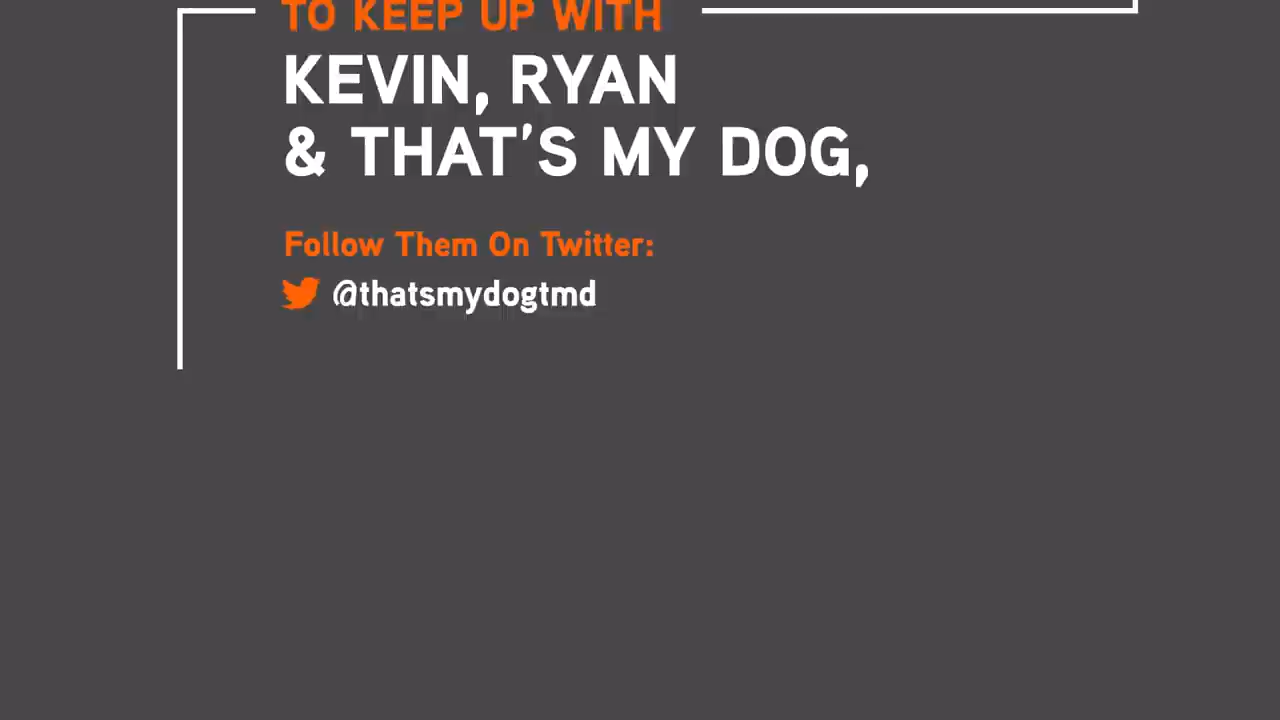 TO KEEP UP WITH
KEVIN, RYAN
& THAT'S MY DOG,
Follow Them On Twitter:
@thatsmydogtmd